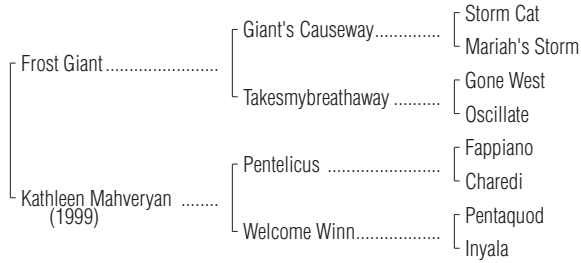 Storm Cat
Giant's Causeway...............
Mariah's Storm
Frost Giant.......................
Gone West
Takesmybreathaway ..........
Oscillate
Fappiano
Pentelicus .......................
Charedi
Kathleen Mahveryan ........
(1999)
Pentaquod
Welcome Winn.................
Inyala